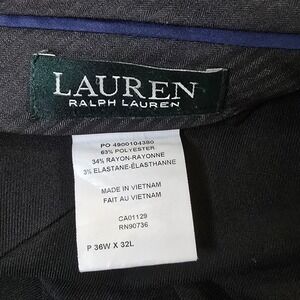 LAUREN
RALPH LAUREN
PO 4900104380
63% POLYESTER
34% RAYON-RAYONNE
3% ELASTANE-ÉLASTHANNE
MADE IN VIETNAM
FAIT AU VIETNAM
CA01129
RN90736
P 36W X 32L